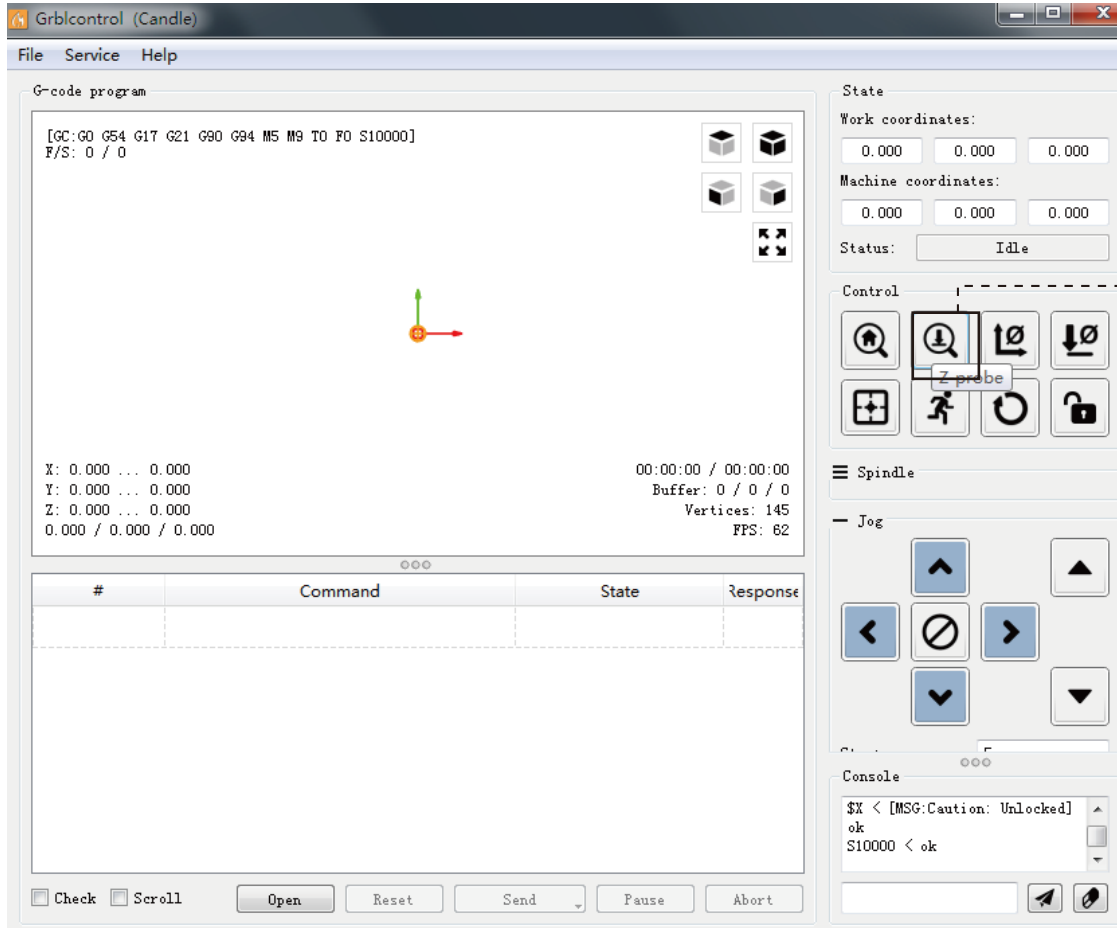 Grblcontrol (Candle)
File Service Help
G-code program
[GC:G0 G54 G17 G21 G90 G94 M5 M9 T0 F0 S10000]
F/S: 0 / 0
X: 0.000 ... 0.000
Y: 0.000 ... 0.000
Z: 0.000 ... 0.000
0.000 / 0.000 / 0.000
00:00:00 / 00:00:00
Buffer: 0 / 0 / 0
Vertices: 145
FPS: 62
# Command State Response
Check Scroll Open Reset Send Pause Abort
State
Work coordinates:
0.000 0.000 0.000
Machine coordinates:
0.000 0.000 0.000
Status: Idle
Control
Z-probe
Spindle
Jog
Console
$X < [MSG:Caution: Unlocked]
ok
S10000 < ok